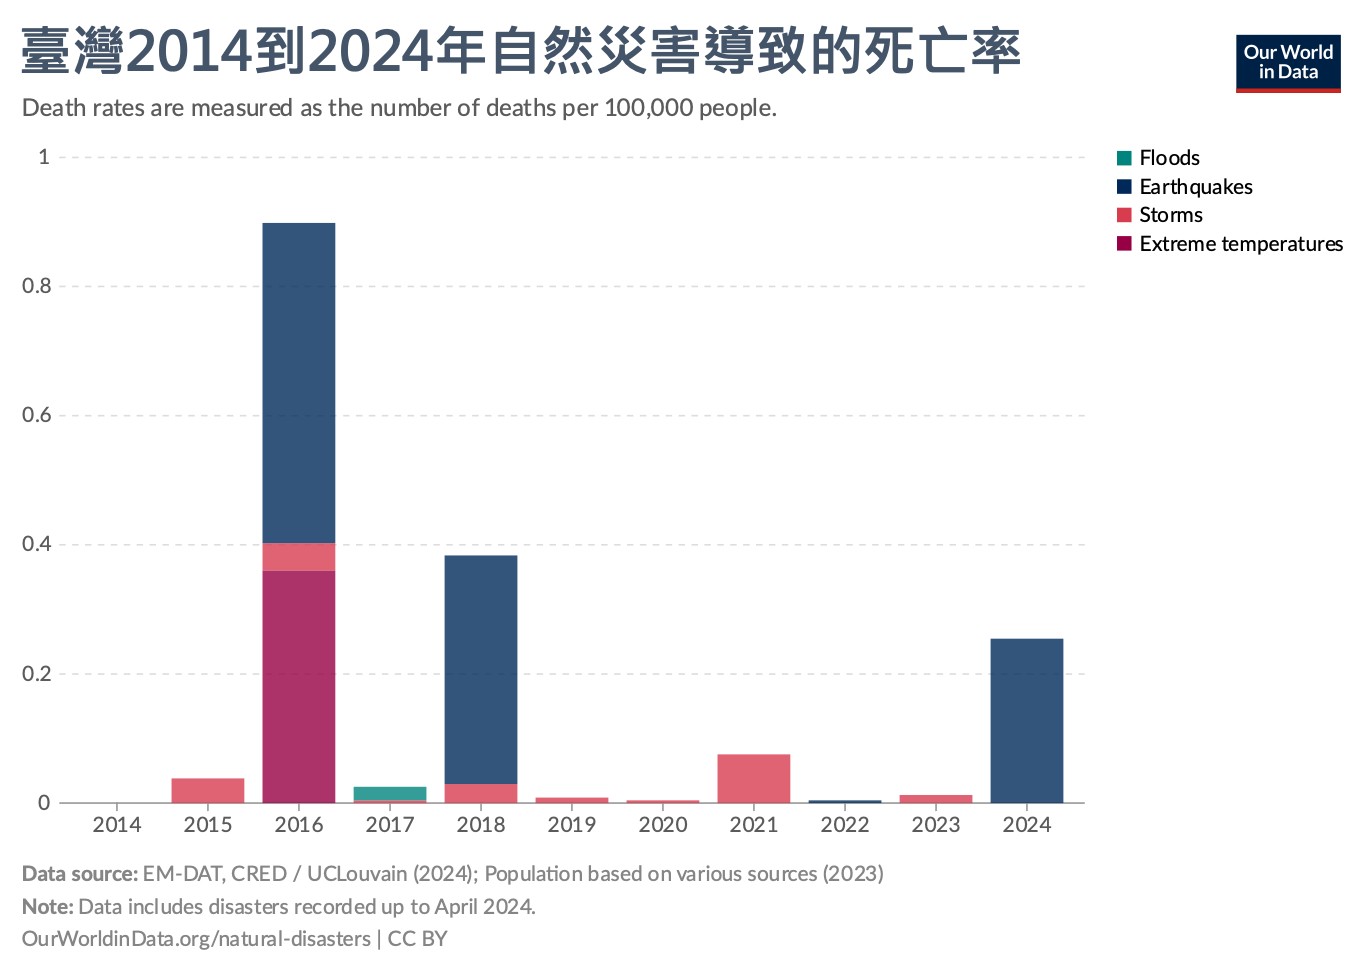 臺灣2014到2024年自然災害導致的死亡率
Our World
in Data
Death rates are measured as the number of deaths per 100,000 people.
1
0.8
0.6
0.4
0.2
0
Floods
Earthquakes
Storms
Extreme temperatures
2014 2015 2016 2017 2018 2019 2020 2021 2022 2023 2024
Data source: EM-DAT, CRED / UCLouvain (2024); Population based on various sources (2023)
Note: Data includes disasters recorded up to April 2024.
OurWorldinData.org/natural-disasters | CC BY